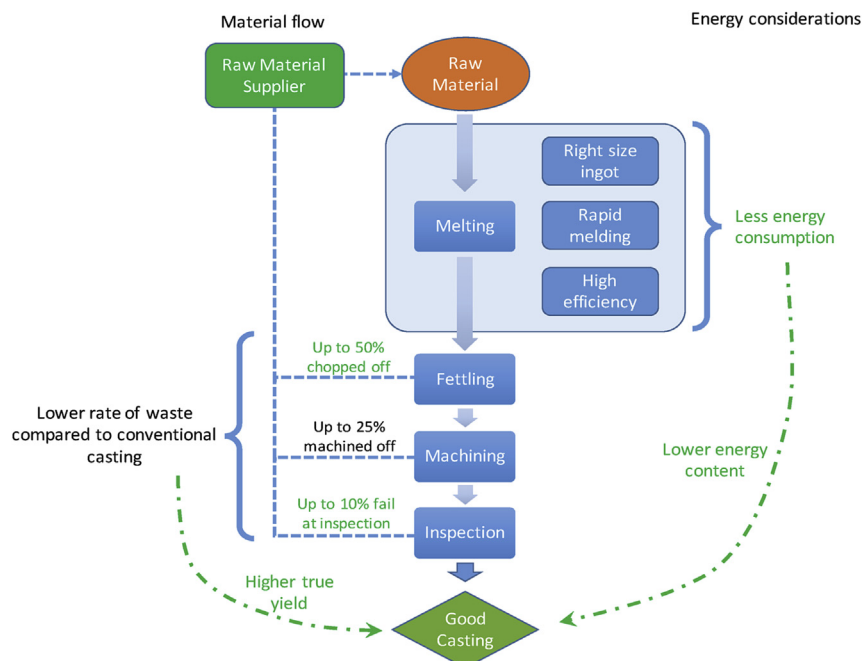 Material flow
Energy considerations
Raw Material
Supplier
Raw
Material
Right size
ingot
Melting
Rapid
melding
High
efficiency
Less energy
consumption
Up to 50%
chopped off
Fettling
Lower rate of waste
compared to conventional
casting
Up to 25%
machined off
Machining
Lower energy
content
Up to 10% fail
at inspection
Inspection
Higher true
yield
Good
Casting